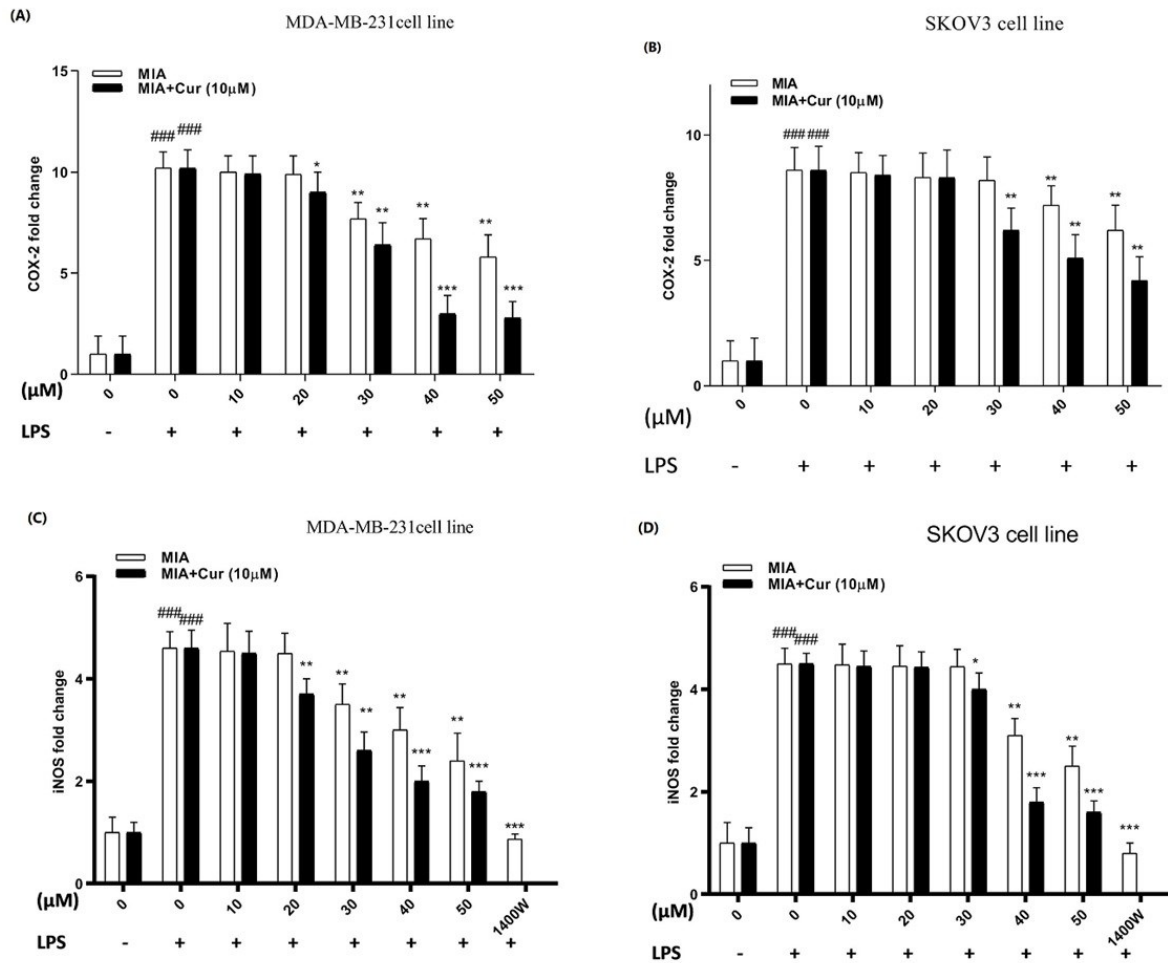 (A)
MDA-MB-231cell line
MIA
MIA+Cur (10µM)
COX-2 fold change
15
10
5
0
### ###
* ** ** ** *** ** ***
(µM) 0 0 10 20 30 40 50
LPS - + + + + + +
(B)
SKOV3 cell line
MIA
MIA+Cur (10µM)
COX-2 fold change
10
5
0
### ###
** ** ** ** **
(µM) 0 0 10 20 30 40 50
LPS - + + + + + +
(C)
MDA-MB-231cell line
MIA
MIA+Cur (10µM)
iNOS fold change
6
4
2
0
### ###
** ** ** ** *** ** *** ***
(µM) 0 0 10 20 30 40 50 1400W
LPS - + + + + + + +
(D)
SKOV3 cell line
MIA
MIA+Cur (10µM)
iNOS fold change
6
4
2
0
### ###
* ** *** ** *** ***
(µM) 0 0 10 20 30 40 50 1400W
LPS - + + + + + + +